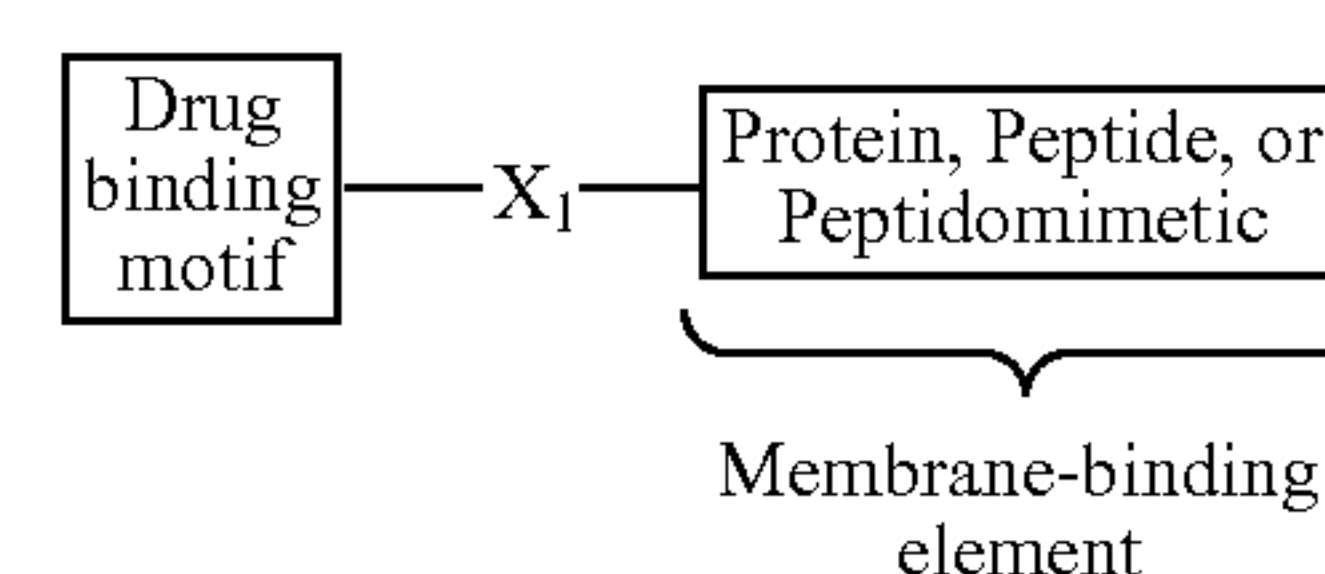 Drug
binding
motif
X₁
Protein, Peptide, or
Peptidomimetic
Membrane-binding
element